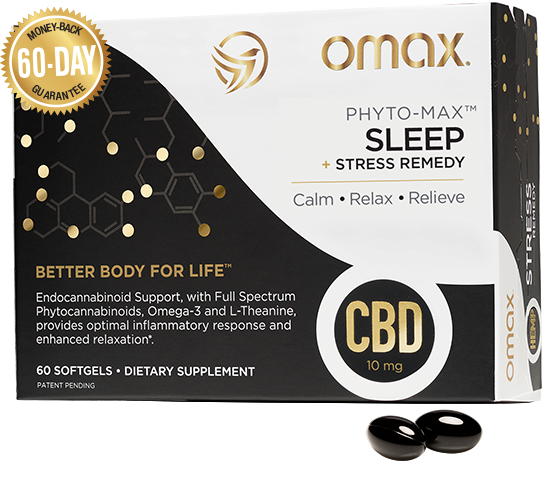 MONEY-BACK
60-DAY
GUARANTEE
omax®
PHYTO-MAX™
SLEEP
+ STRESS REMEDY
Calm • Relax • Relieve
BETTER BODY FOR LIFE™
Endocannabinoid Support, with Full Spectrum
Phytocannabinoids, Omega-3 and L-Theanine,
provides optimal inflammatory response and
enhanced relaxation*.
60 SOFTGELS • DIETARY SUPPLEMENT
PATENT PENDING
CBD
10 mg
STRESS
REMEDY
HEMP
omax